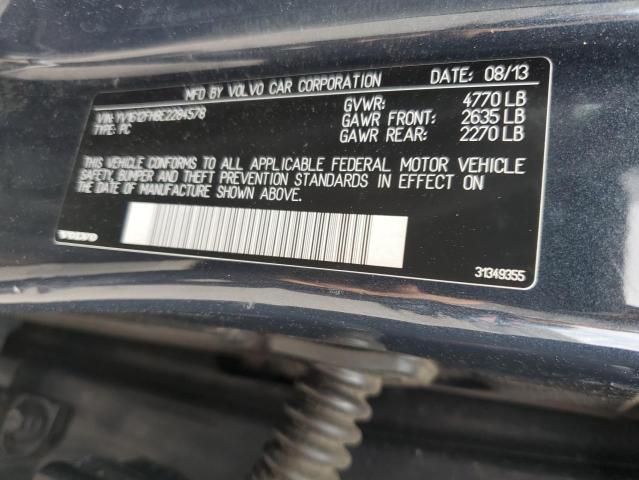 MFD BY VOLVO CAR CORPORATION DATE: 08/13
VIN: YV1612FH8E2284578
TYPE: PC
GVWR: 4770 LB
GAWR FRONT: 2635 LB
GAWR REAR: 2270 LB
THIS VEHICLE CONFORMS TO ALL APPLICABLE FEDERAL MOTOR VEHICLE
SAFETY, BUMPER AND THEFT PREVENTION STANDARDS IN EFFECT ON
THE DATE OF MANUFACTURE SHOWN ABOVE.
VOLVO
31349355